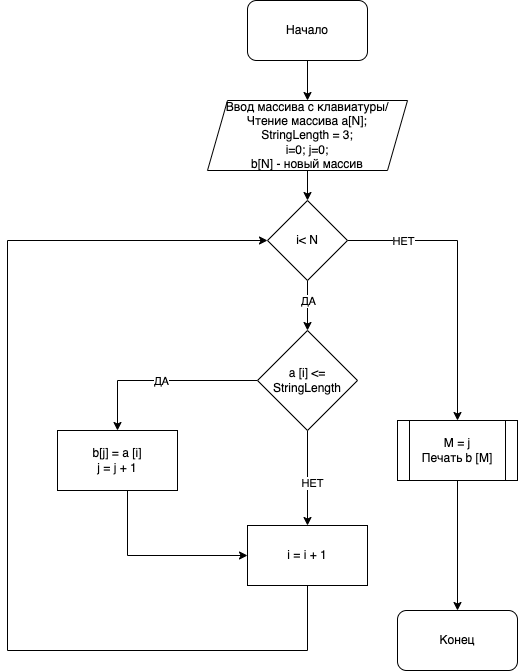 Начало
Ввод массива с клавиатуры/
Чтение массива a[N];
StringLength = 3;
i=0; j=0;
b[N] - новый массив
i< N
НЕТ
ДА
a [i] <=
StringLength
ДА
b[j] = a [i]
j = j + 1
M = j
Печать b [M]
НЕТ
i = i + 1
Конец